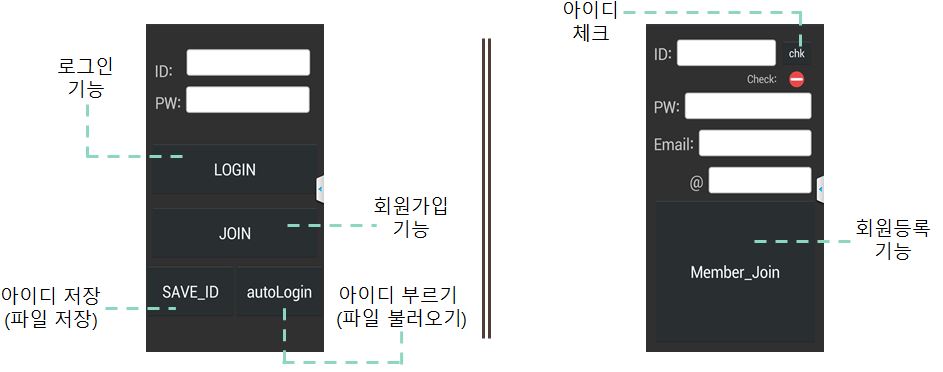 로그인
기능
ID:
PW:
LOGIN
JOIN
회원가입
기능
SAVE_ID
autoLogin
아이디 저장
(파일 저장)
아이디 부르기
(파일 불러오기)
아이디
체크
ID:
chk
Check:
PW:
Email:
@
Member_Join
회원등록
기능